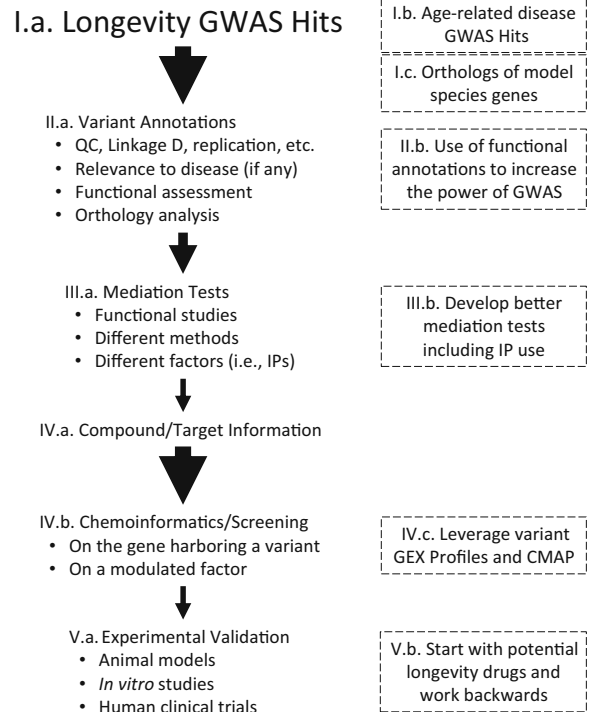 I.a. Longevity GWAS Hits
I.b. Age-related disease
GWAS Hits
I.c. Orthologs of model
species genes
II.a. Variant Annotations
• QC, Linkage D, replication, etc.
• Relevance to disease (if any)
• Functional assessment
• Orthology analysis
II.b. Use of functional
annotations to increase
the power of GWAS
III.a. Mediation Tests
• Functional studies
• Different methods
• Different factors (i.e., IPs)
III.b. Develop better
mediation tests
including IP use
IV.a. Compound/Target Information
IV.b. Chemoinformatics/Screening
• On the gene harboring a variant
• On a modulated factor
IV.c. Leverage variant
GEX Profiles and CMAP
V.a. Experimental Validation
• Animal models
• In vitro studies
• Human clinical trials
V.b. Start with potential
longevity drugs and
work backwards